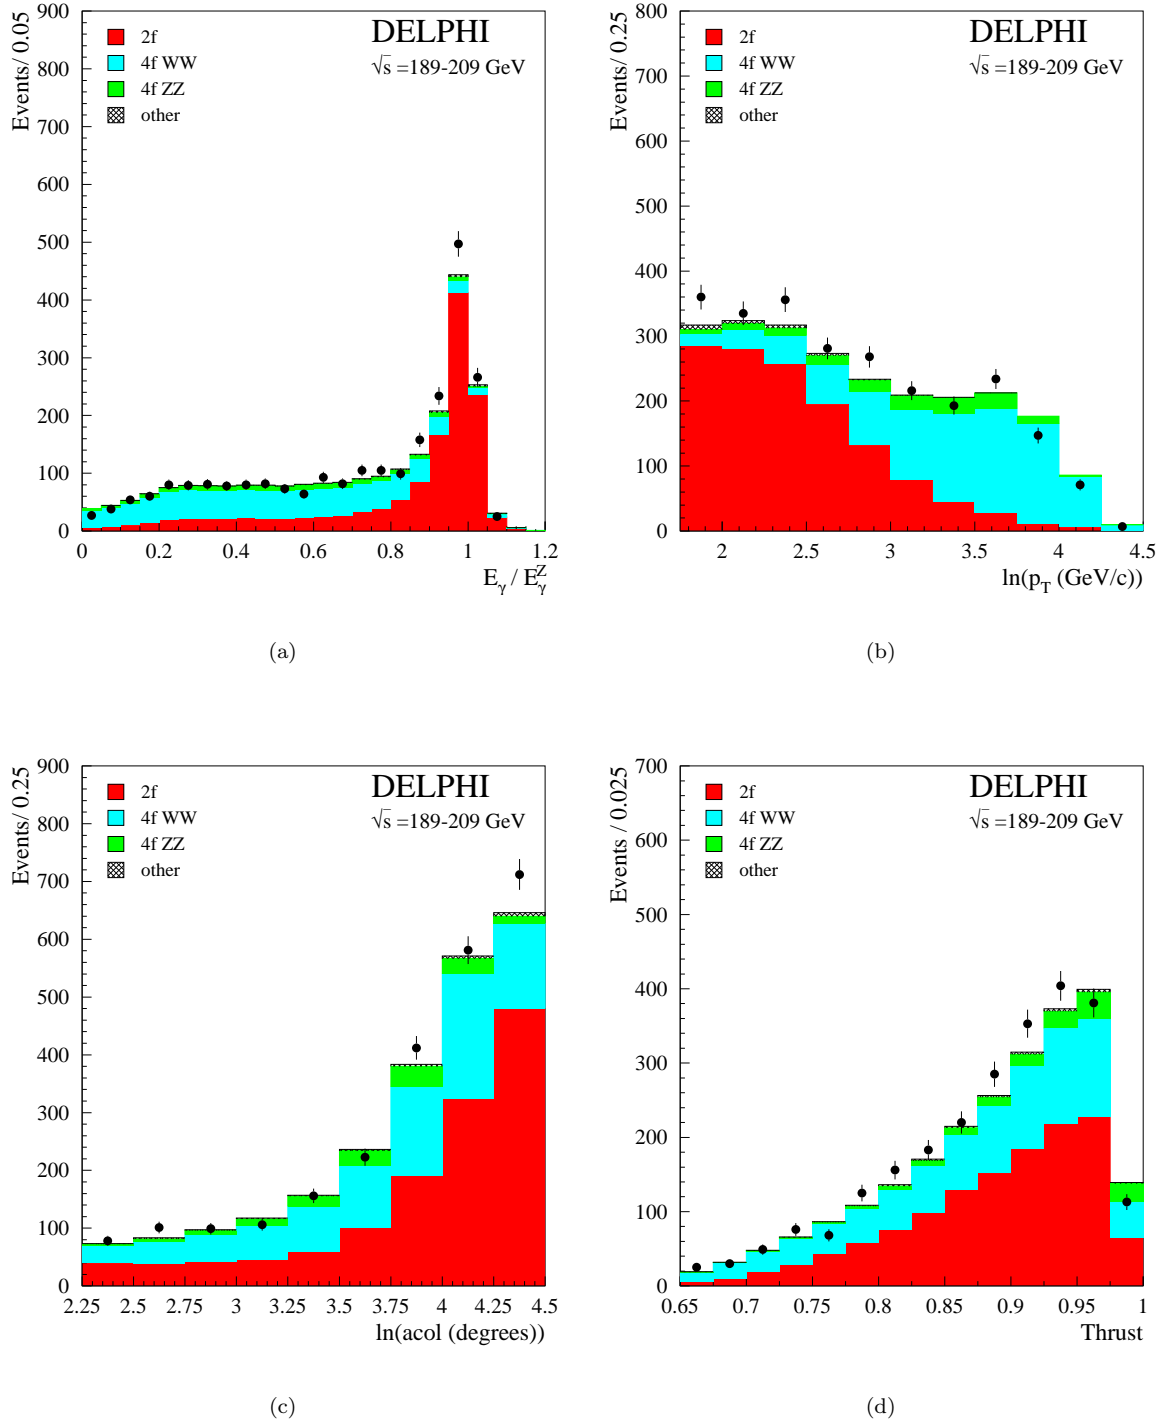 Events/ 0.05
900
800
700
600
500
400
300
200
100
0
0 0.2 0.4 0.6 0.8 1 1.2
E_γ / E_γ^Z
DELPHI
√s =189-209 GeV
2f
4f WW
4f ZZ
other
(a)
Events/ 0.25
800
700
600
500
400
300
200
100
0
2 2.5 3 3.5 4 4.5
ln(p_T (GeV/c))
DELPHI
√s =189-209 GeV
2f
4f WW
4f ZZ
other
(b)
Events/ 0.25
900
800
700
600
500
400
300
200
100
0
2.25 2.5 2.75 3 3.25 3.5 3.75 4 4.25 4.5
ln(acol (degrees))
DELPHI
√s =189-209 GeV
2f
4f WW
4f ZZ
other
(c)
Events / 0.025
700
600
500
400
300
200
100
0
0.65 0.7 0.75 0.8 0.85 0.9 0.95 1
Thrust
DELPHI
√s =189-209 GeV
2f
4f WW
4f ZZ
other
(d)